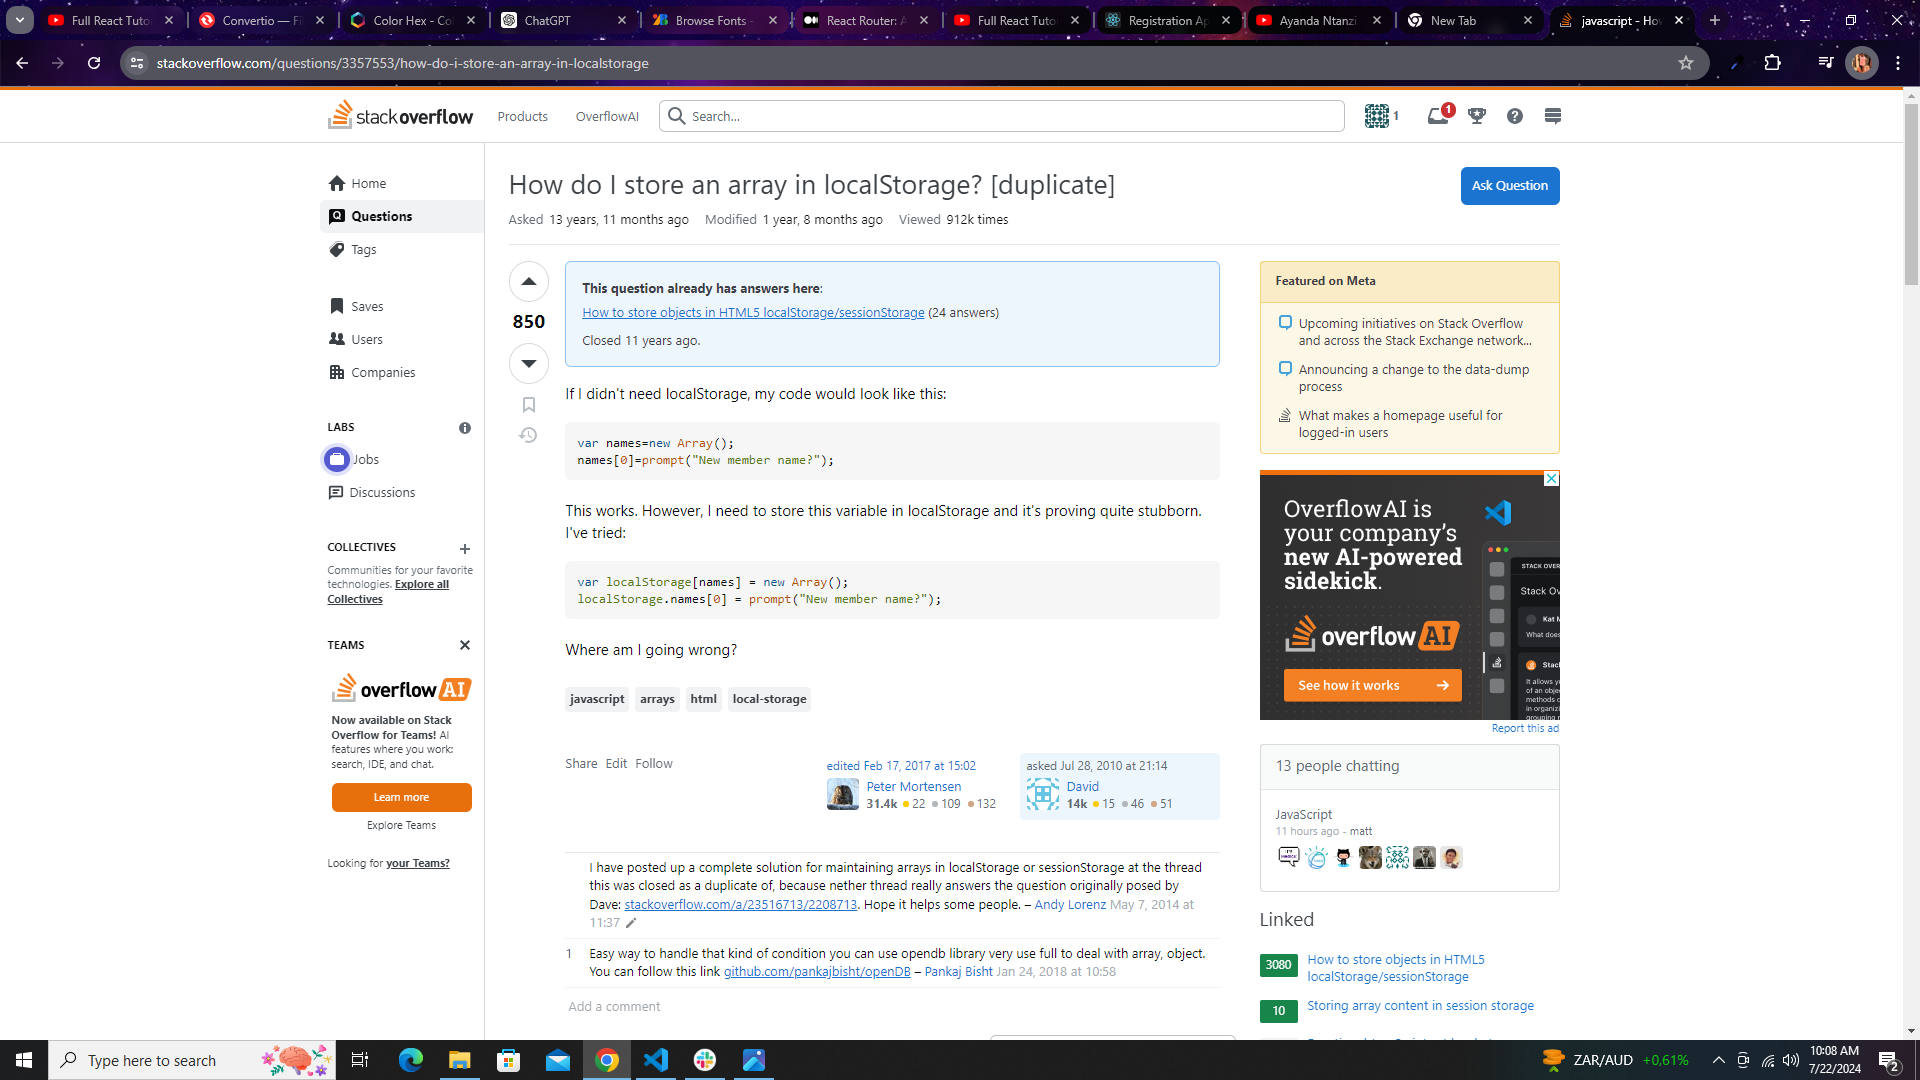 Full React Tuto
Convertio — Fi
Color Hex - Co
ChatGPT
Browse Fonts -
React Router: A
Full React Tuto
Registration Ap
Ayanda Ntanzi
New Tab
javascript - Ho
stackoverflow.com/questions/3357553/how-do-i-store-an-array-in-localstorage
stackoverflow
Products
OverflowAI
Search...
1
1
Home
Questions
Tags
Saves
Users
Companies
LABS
Jobs
Discussions
COLLECTIVES
Communities for your favorite
technologies. Explore all
Collectives
TEAMS
overflow AI
Now available on Stack
Overflow for Teams! AI
features where you work:
search, IDE, and chat.
Learn more
Explore Teams
Looking for your Teams?
How do I store an array in localStorage? [duplicate]
Ask Question
Asked 13 years, 11 months ago Modified 1 year, 8 months ago Viewed 912k times
850
This question already has answers here:
How to store objects in HTML5 localStorage/sessionStorage (24 answers)
Closed 11 years ago.
If I didn't need localStorage, my code would look like this:
var names=new Array();
names[0]=prompt("New member name?");
This works. However, I need to store this variable in localStorage and it's proving quite stubborn.
I've tried:
var localStorage[names] = new Array();
localStorage.names[0] = prompt("New member name?");
Where am I going wrong?
javascript arrays html local-storage
Share Edit Follow
edited Feb 17, 2017 at 15:02
Peter Mortensen
31.4k 22 109 132
asked Jul 28, 2010 at 21:14
David
14k 15 46 51
I have posted up a complete solution for maintaining arrays in localStorage or sessionStorage at the thread
this was closed as a duplicate of, because nether thread really answers the question originally posed by
Dave: stackoverflow.com/a/23516713/2208713. Hope it helps some people. – Andy Lorenz May 7, 2014 at
11:37
1 Easy way to handle that kind of condition you can use opendb library very use full to deal with array, object.
You can follow this link github.com/pankajbisht/openDB – Pankaj Bisht Jan 24, 2018 at 10:58
Add a comment
Featured on Meta
Upcoming initiatives on Stack Overflow
and across the Stack Exchange network...
Announcing a change to the data-dump
process
What makes a homepage useful for
logged-in users
OverflowAI is
your company's
new AI-powered
sidekick.
overflow AI
See how it works
STACK OVER
Stack Ov
Kat M
What does
Stac
It allows y
of an obje
methods o
in organizi
grouping r
Report this ad
13 people chatting
JavaScript
11 hours ago - matt
Linked
3080 How to store objects in HTML5
localStorage/sessionStorage
10 Storing array content in session storage
Type here to search
ZAR/AUD +0,61%
10:08 AM
7/22/2024
2